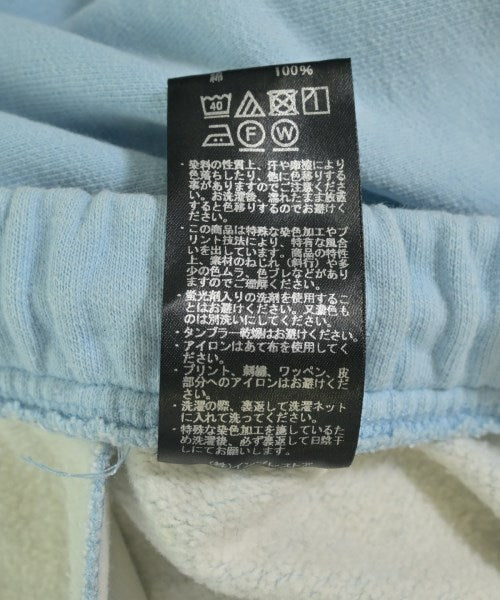 綿 100%
40
F W
・染料の性質上、汗や摩擦により
色落ちしたり、他に色移りする
事がありますのでご注意くださ
い。お洗濯後、濡れたまま放置
すると色移りするのでお避けく
ださい。
・この商品は特殊な染色加工やプ
リント技法により、特有な風合
いを出しています。商品の特性
上、素材のねじれ（斜行）や多
少の色ムラ、色ブレなどがあり
ますのでご理解ください。
・蛍光剤入りの洗剤を使用するこ
とはお避けください。又濃色も
のは別洗いにしてください。
・タンブラー乾燥はお避けください。
・アイロンはあて布を使用してく
ださい。
・プリント、刺繍、ワッペン、皮
部分へのアイロンはお避けくだ
さい。
・洗濯の際、裏返して洗濯ネット
に入れて洗ってください。
・特殊な染色加工を施しているた
め洗濯後、必ず裏返して日陰干
しにてお願いします。